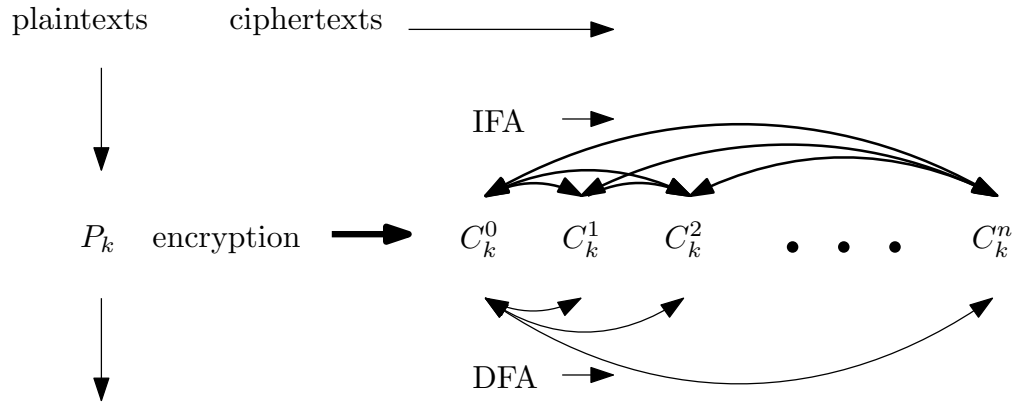 plaintexts ciphertexts
IFA
P_k encryption C_k^0 C_k^1 C_k^2 • • • C_k^n
DFA